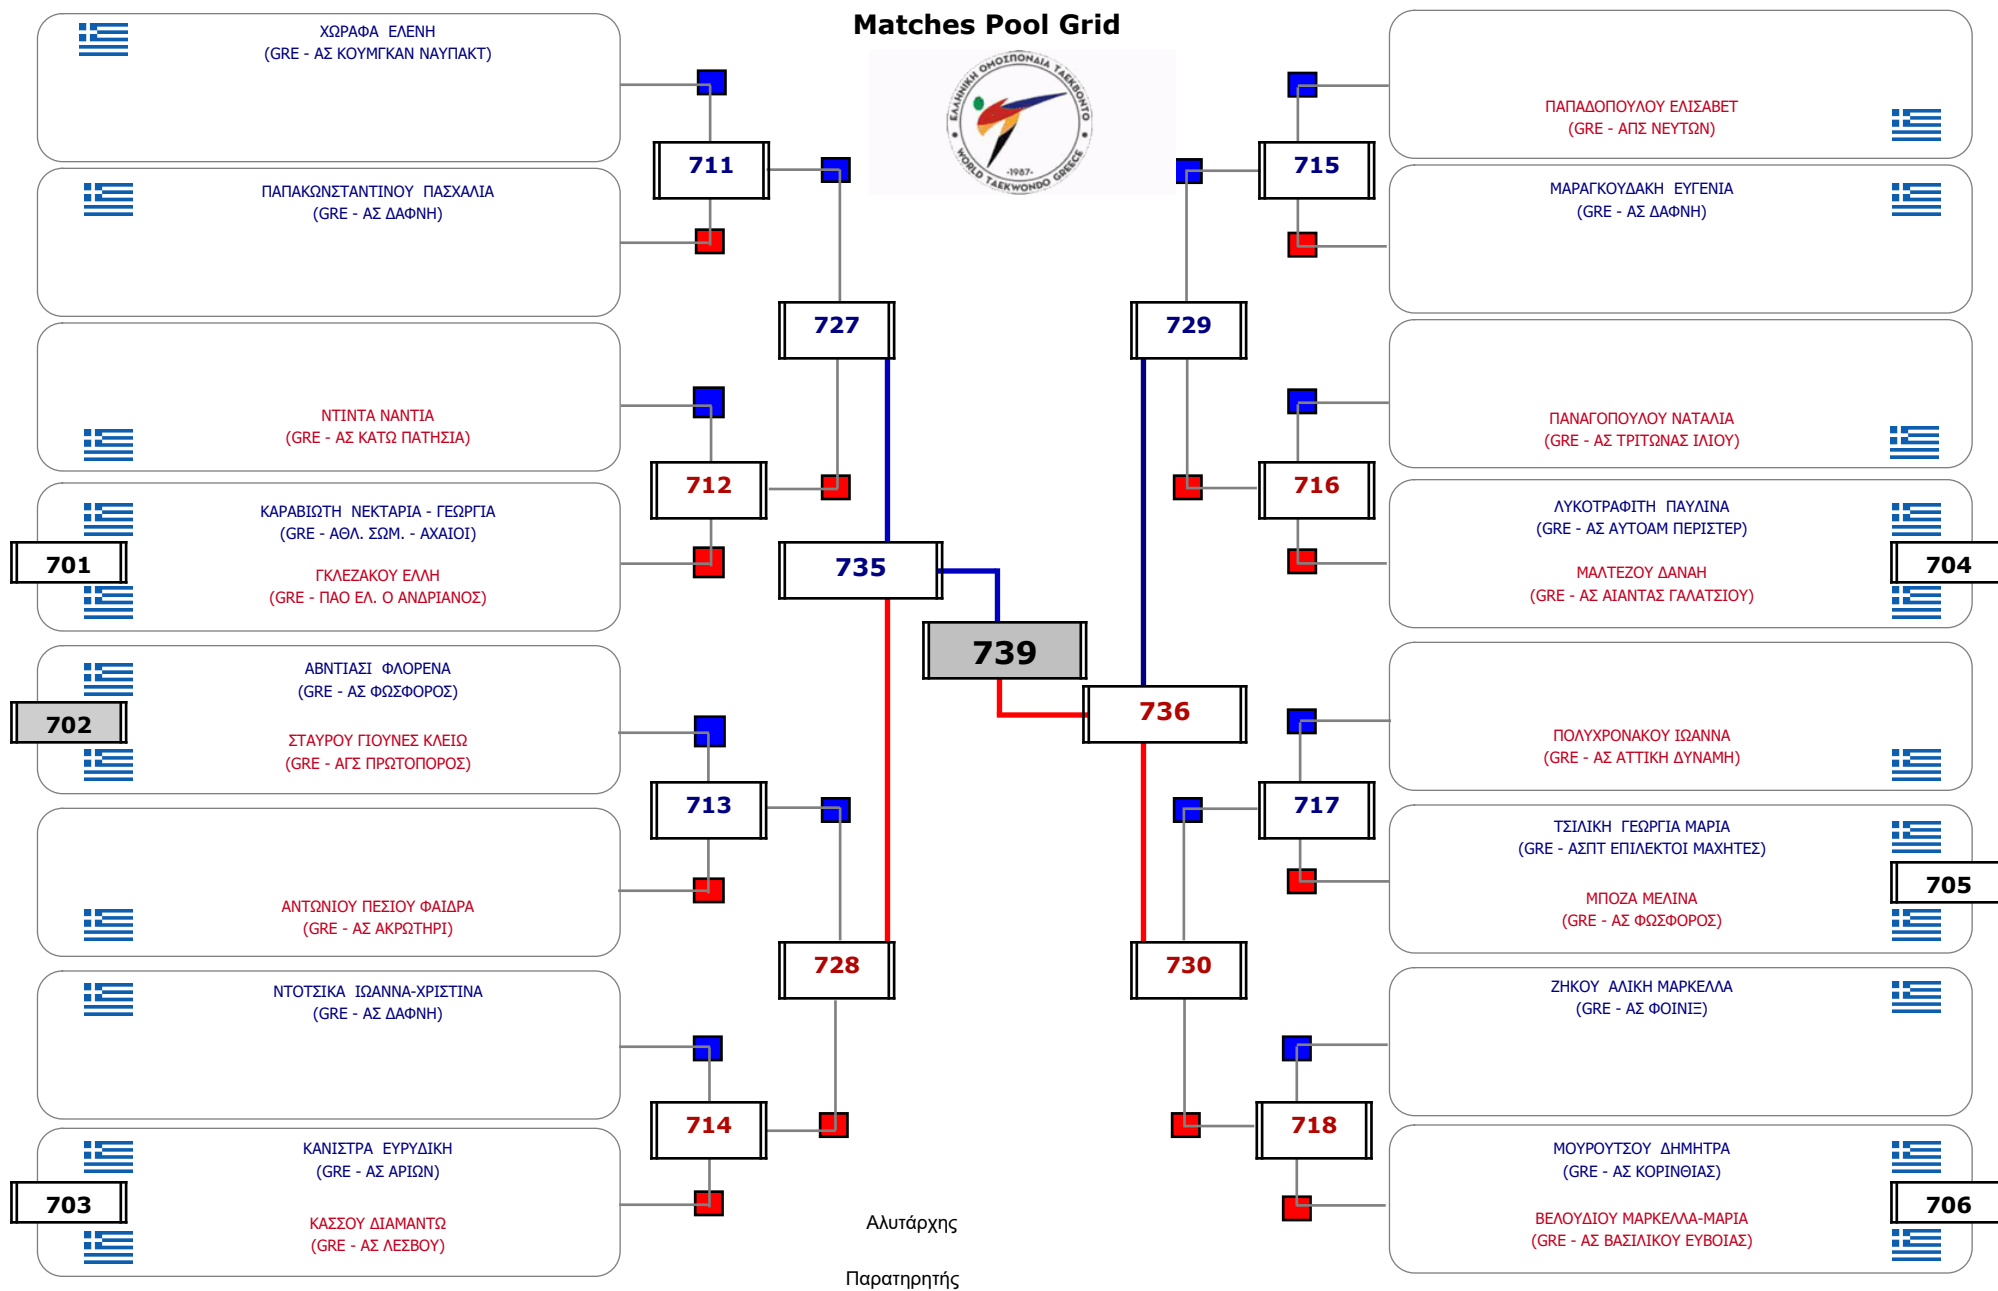 Matches Pool Grid
ΕΛΛΗΝΙΚΗ ΟΜΟΣΠΟΝΔΙΑ ΤΑΕΚΒΟΝΤΟ
-1987-
WORLD TAEKWONDO GREECE
ΧΩΡΑΦΑ ΕΛΕΝΗ
(GRE - ΑΣ ΚΟΥΜΓΚΑΝ ΝΑΥΠΑΚΤ)
711
ΠΑΠΑΚΩΝΣΤΑΝΤΙΝΟΥ ΠΑΣΧΑΛΙΑ
(GRE - ΑΣ ΔΑΦΝΗ)
727
ΝΤΙΝΤΑ ΝΑΝΤΙΑ
(GRE - ΑΣ ΚΑΤΩ ΠΑΤΗΣΙΑ)
712
ΚΑΡΑΒΙΩΤΗ ΝΕΚΤΑΡΙΑ - ΓΕΩΡΓΙΑ
(GRE - ΑΘΛ. ΣΩΜ. - ΑΧΑΙΟΙ)
701
ΓΚΛΕΖΑΚΟΥ ΕΛΛΗ
(GRE - ΠΑΟ ΕΛ. Ο ΑΝΔΡΙΑΝΟΣ)
735
739
ΑΒΝΤΙΑΣΙ ΦΛΟΡΕΝΑ
(GRE - ΑΣ ΦΩΣΦΟΡΟΣ)
702
ΣΤΑΥΡΟΥ ΓΙΟΥΝΕΣ ΚΛΕΙΩ
(GRE - ΑΓΣ ΠΡΩΤΟΠΟΡΟΣ)
713
ΑΝΤΩΝΙΟΥ ΠΕΣΙΟΥ ΦΑΙΔΡΑ
(GRE - ΑΣ ΑΚΡΩΤΗΡΙ)
728
ΝΤΟΤΣΙΚΑ ΙΩΑΝΝΑ-ΧΡΙΣΤΙΝΑ
(GRE - ΑΣ ΔΑΦΝΗ)
714
ΚΑΝΙΣΤΡΑ ΕΥΡΥΔΙΚΗ
(GRE - ΑΣ ΑΡΙΩΝ)
703
ΚΑΣΣΟΥ ΔΙΑΜΑΝΤΩ
(GRE - ΑΣ ΛΕΣΒΟΥ)
ΠΑΠΑΔΟΠΟΥΛΟΥ ΕΛΙΣΑΒΕΤ
(GRE - ΑΠΣ ΝΕΥΤΩΝ)
715
ΜΑΡΑΓΚΟΥΔΑΚΗ ΕΥΓΕΝΙΑ
(GRE - ΑΣ ΔΑΦΝΗ)
729
ΠΑΝΑΓΟΠΟΥΛΟΥ ΝΑΤΑΛΙΑ
(GRE - ΑΣ ΤΡΙΤΩΝΑΣ ΙΛΙΟΥ)
716
ΛΥΚΟΤΡΑΦΙΤΗ ΠΑΥΛΙΝΑ
(GRE - ΑΣ ΑΥΤΟΑΜ ΠΕΡΙΣΤΕΡ)
704
ΜΑΛΤΕΖΟΥ ΔΑΝΑΗ
(GRE - ΑΣ ΑΙΑΝΤΑΣ ΓΑΛΑΤΣΙΟΥ)
736
ΠΟΛΥΧΡΟΝΑΚΟΥ ΙΩΑΝΝΑ
(GRE - ΑΣ ΑΤΤΙΚΗ ΔΥΝΑΜΗ)
717
ΤΣΙΛΙΚΗ ΓΕΩΡΓΙΑ ΜΑΡΙΑ
(GRE - ΑΣΠΤ ΕΠΙΛΕΚΤΟΙ ΜΑΧΗΤΕΣ)
705
ΜΠΟΖΑ ΜΕΛΙΝΑ
(GRE - ΑΣ ΦΩΣΦΟΡΟΣ)
730
ΖΗΚΟΥ ΑΛΙΚΗ ΜΑΡΚΕΛΛΑ
(GRE - ΑΣ ΦΟΙΝΙΞ)
718
ΜΟΥΡΟΥΤΣΟΥ ΔΗΜΗΤΡΑ
(GRE - ΑΣ ΚΟΡΙΝΘΙΑΣ)
706
ΒΕΛΟΥΔΙΟΥ ΜΑΡΚΕΛΛΑ-ΜΑΡΙΑ
(GRE - ΑΣ ΒΑΣΙΛΙΚΟΥ ΕΥΒΟΙΑΣ)
Αλυτάρχης
Παρατηρητής